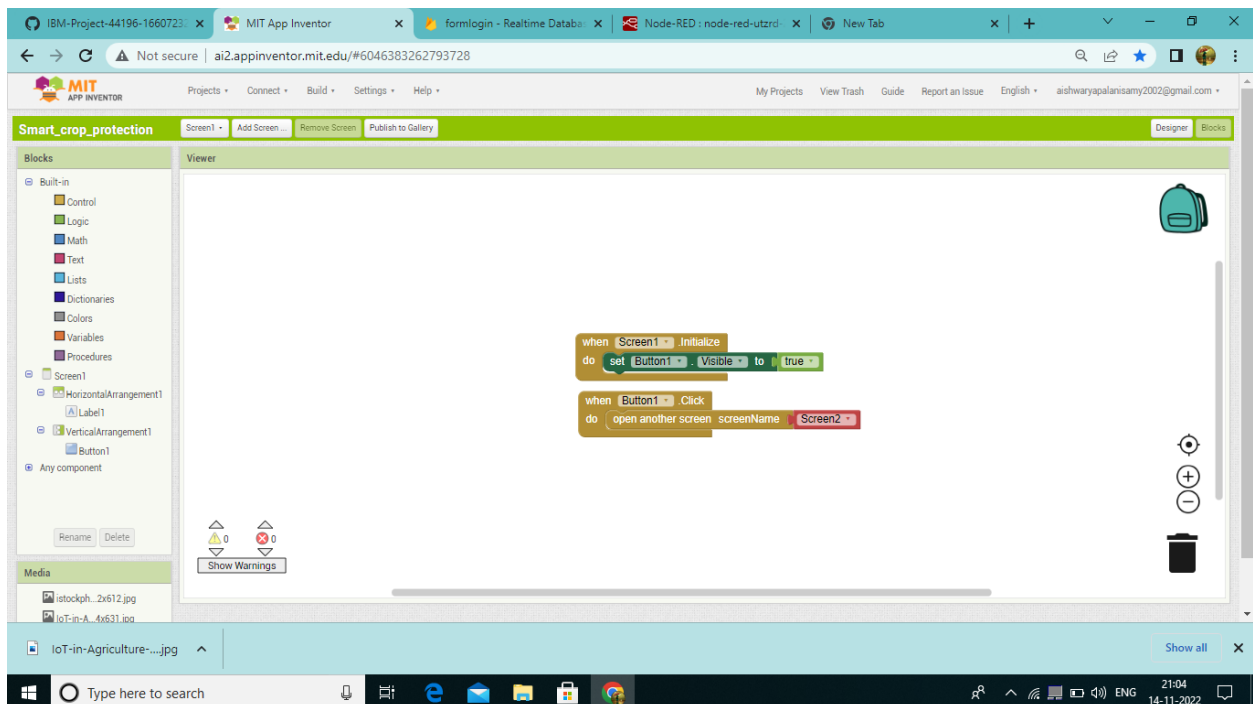 IBM-Project-44196-1660723
MIT App Inventor
formlogin - Realtime Databa
Node-RED : node-red-utzrd
New Tab
Not secure | ai2.appinventor.mit.edu/#6046383262793728
MIT
APP INVENTOR
Projects Connect Build Settings Help
My Projects View Trash Guide Report an Issue English aishwaryapalanisamy2002@gmail.com
Smart_crop_protection
Screen1 Add Screen ... Remove Screen Publish to Gallery
Designer Blocks
Blocks
Viewer
Built-in
Control
Logic
Math
Text
Lists
Dictionaries
Colors
Variables
Procedures
Screen1
HorizontalArrangement1
Label1
VerticalArrangement1
Button1
Any component
Rename Delete
when Screen1 .Initialize
do set Button1 . Visible to true
when Button1 .Click
do open another screen screenName Screen2
0 0
Show Warnings
Media
istockph...2x612.jpg
IoT-in-A...4x631.jpg
IoT-in-Agriculture-....jpg
Show all
Type here to search
ENG
21:04
14-11-2022